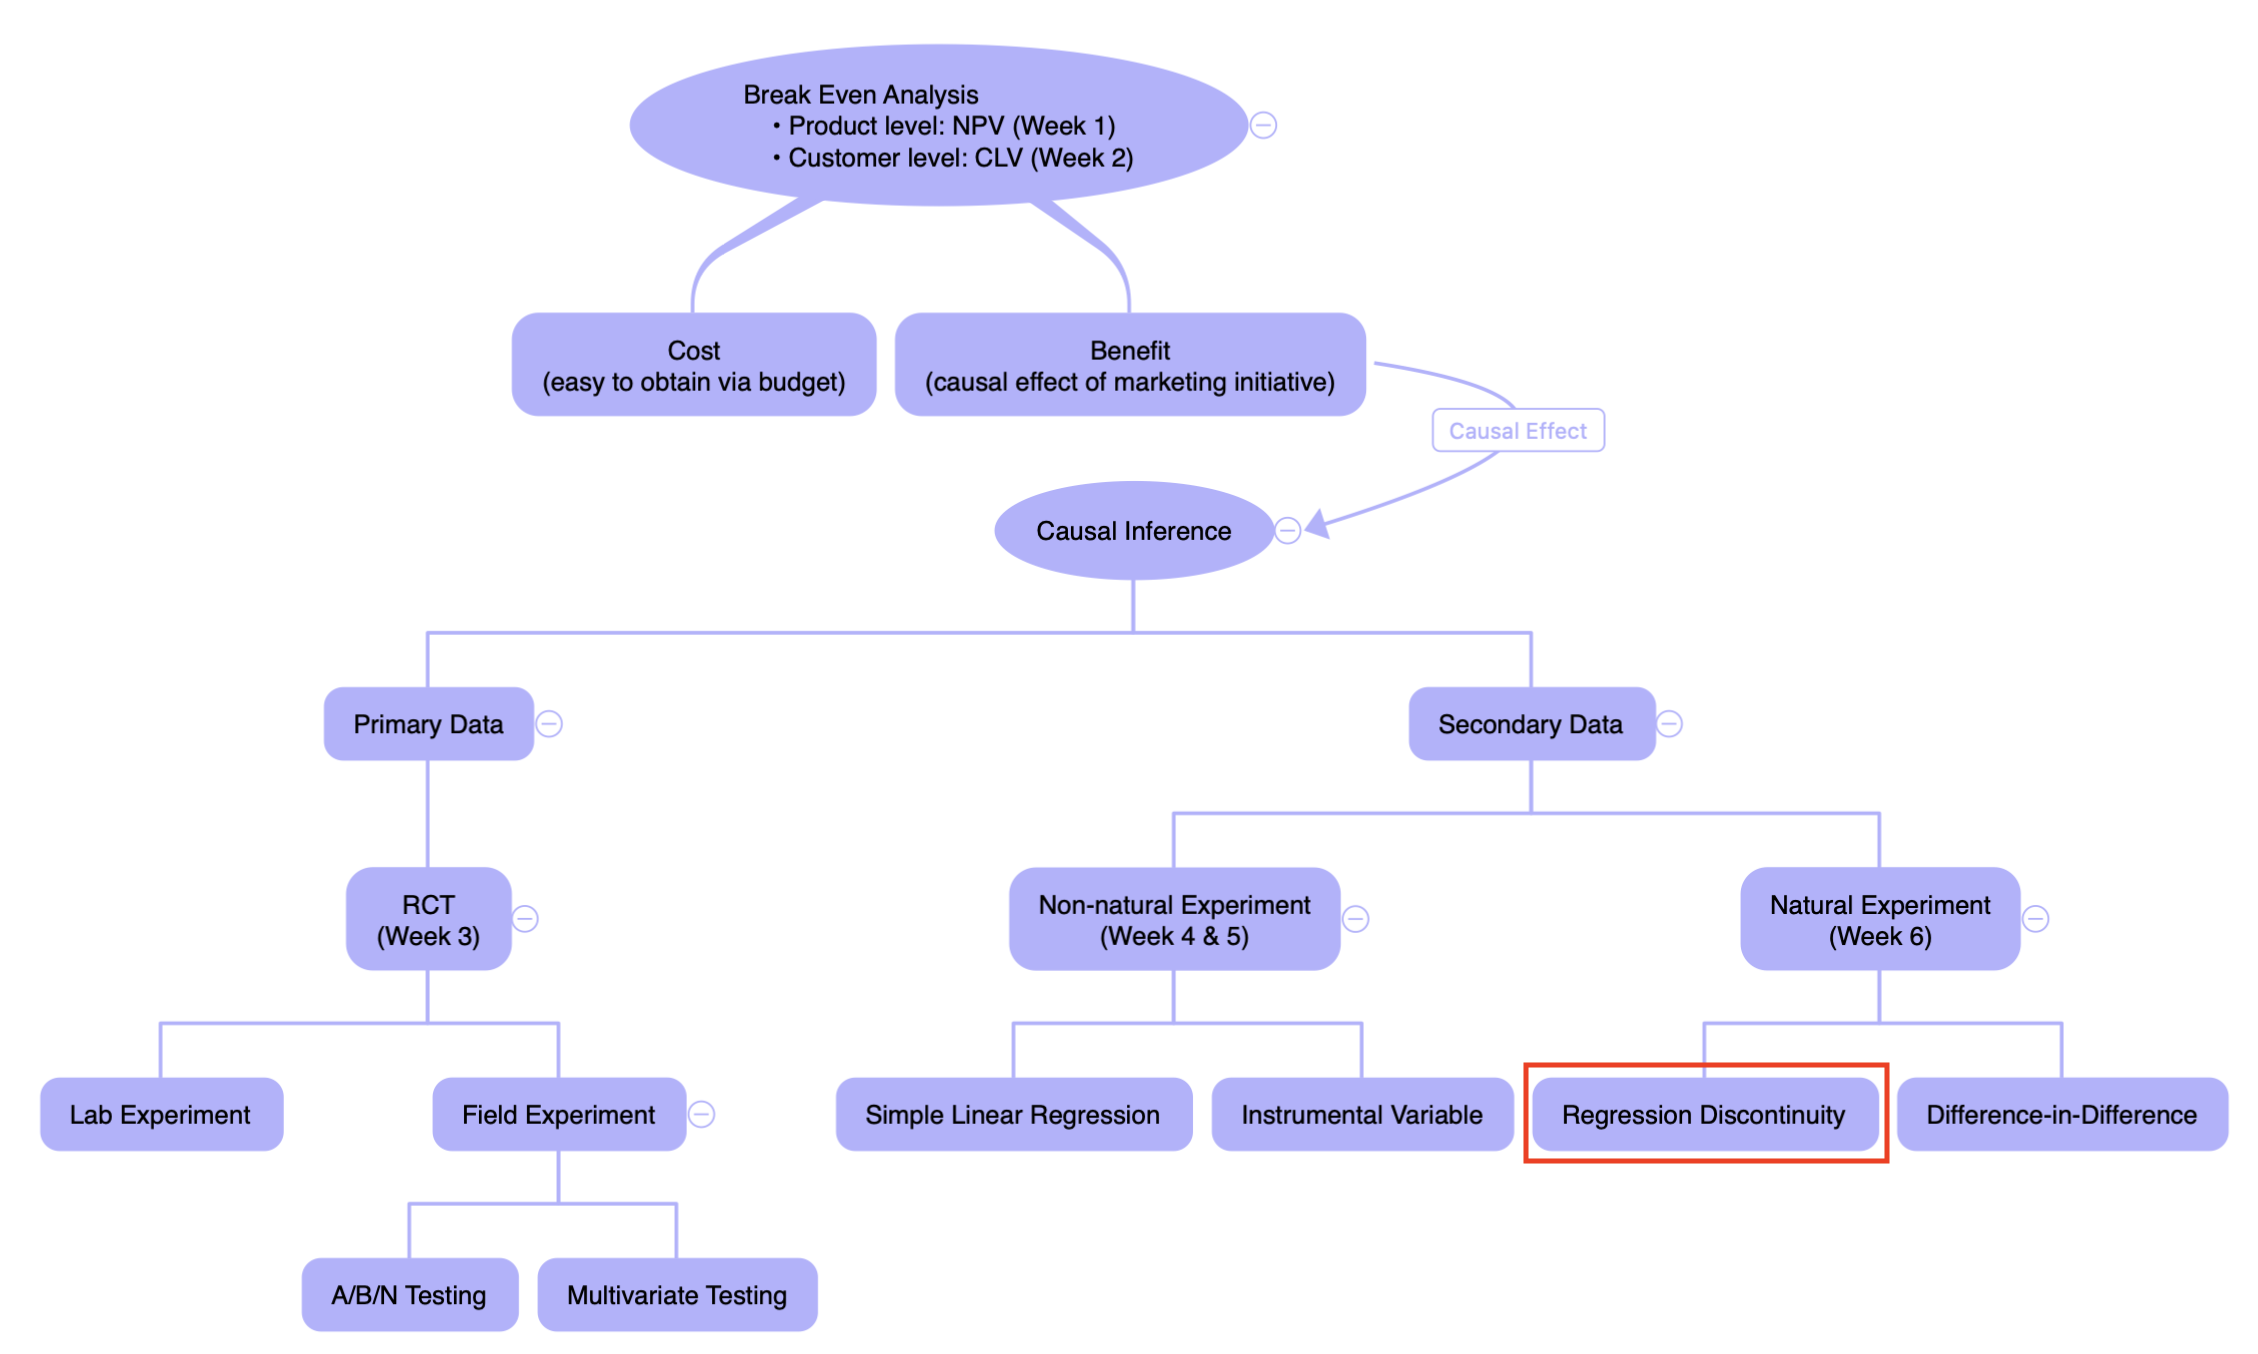 Break Even Analysis
• Product level: NPV (Week 1)
• Customer level: CLV (Week 2)
Cost
(easy to obtain via budget)
Benefit
(causal effect of marketing initiative)
Causal Effect
Causal Inference
Primary Data
Secondary Data
RCT
(Week 3)
Non-natural Experiment
(Week 4 & 5)
Natural Experiment
(Week 6)
Lab Experiment
Field Experiment
Simple Linear Regression
Instrumental Variable
Regression Discontinuity
Difference-in-Difference
A/B/N Testing
Multivariate Testing